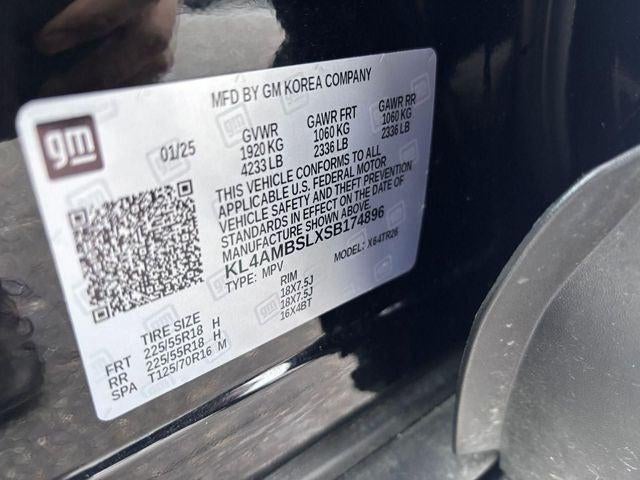 MFD BY GM KOREA COMPANY
gm
01/25
GVWR GAWR FRT GAWR RR
1920 KG 1060 KG 1060 KG
4233 LB 2336 LB 2336 LB
THIS VEHICLE CONFORMS TO ALL
APPLICABLE U.S. FEDERAL MOTOR
VEHICLE SAFETY AND THEFT PREVENTION
STANDARDS IN EFFECT ON THE DATE OF
MANUFACTURE SHOWN ABOVE.
KL4AMBSLXSB174896
TYPE: MPV MODEL: X64TR26
TIRE SIZE RIM
FRT 225/55R18 H 18X7.5J
RR 225/55R18 H 18X7.5J
SPA T125/70R16 M 16X4BT